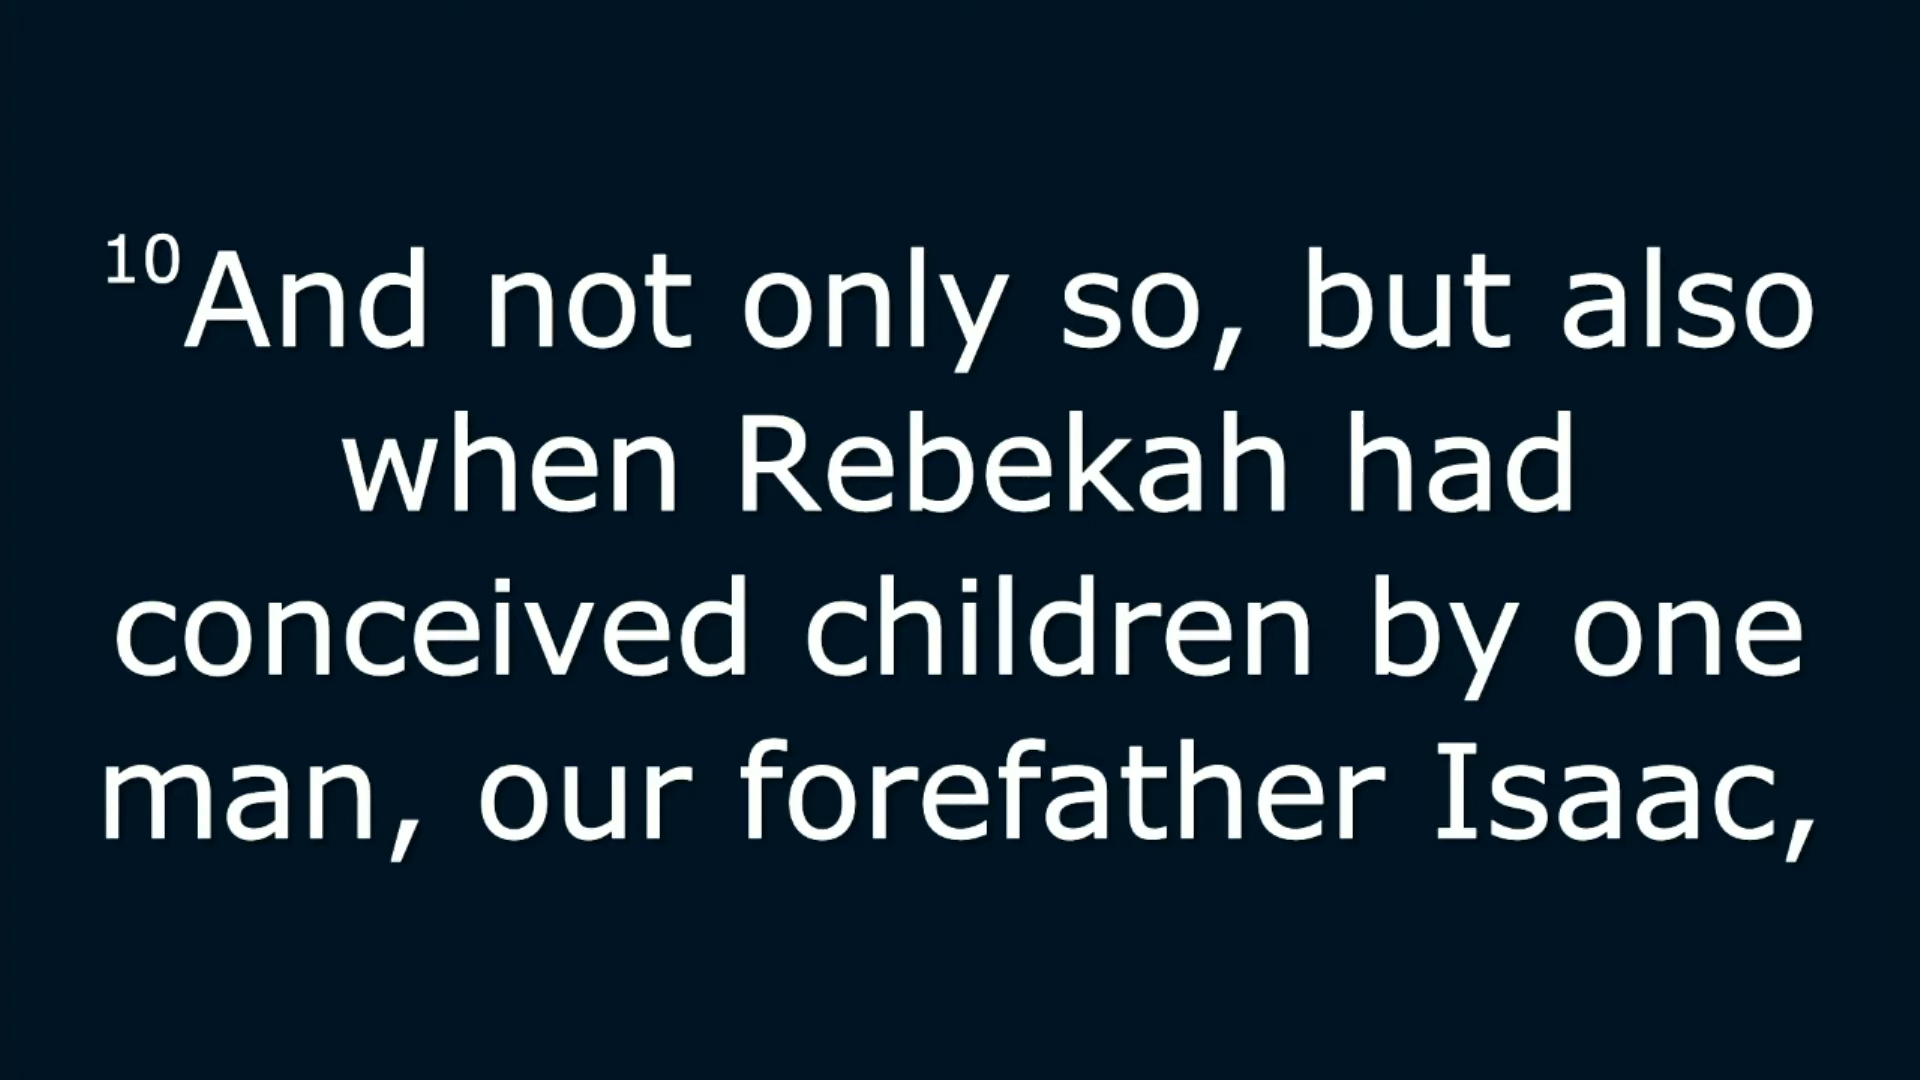 10And not only so, but also
when Rebekah had
conceived children by one
man, our forefather Isaac,